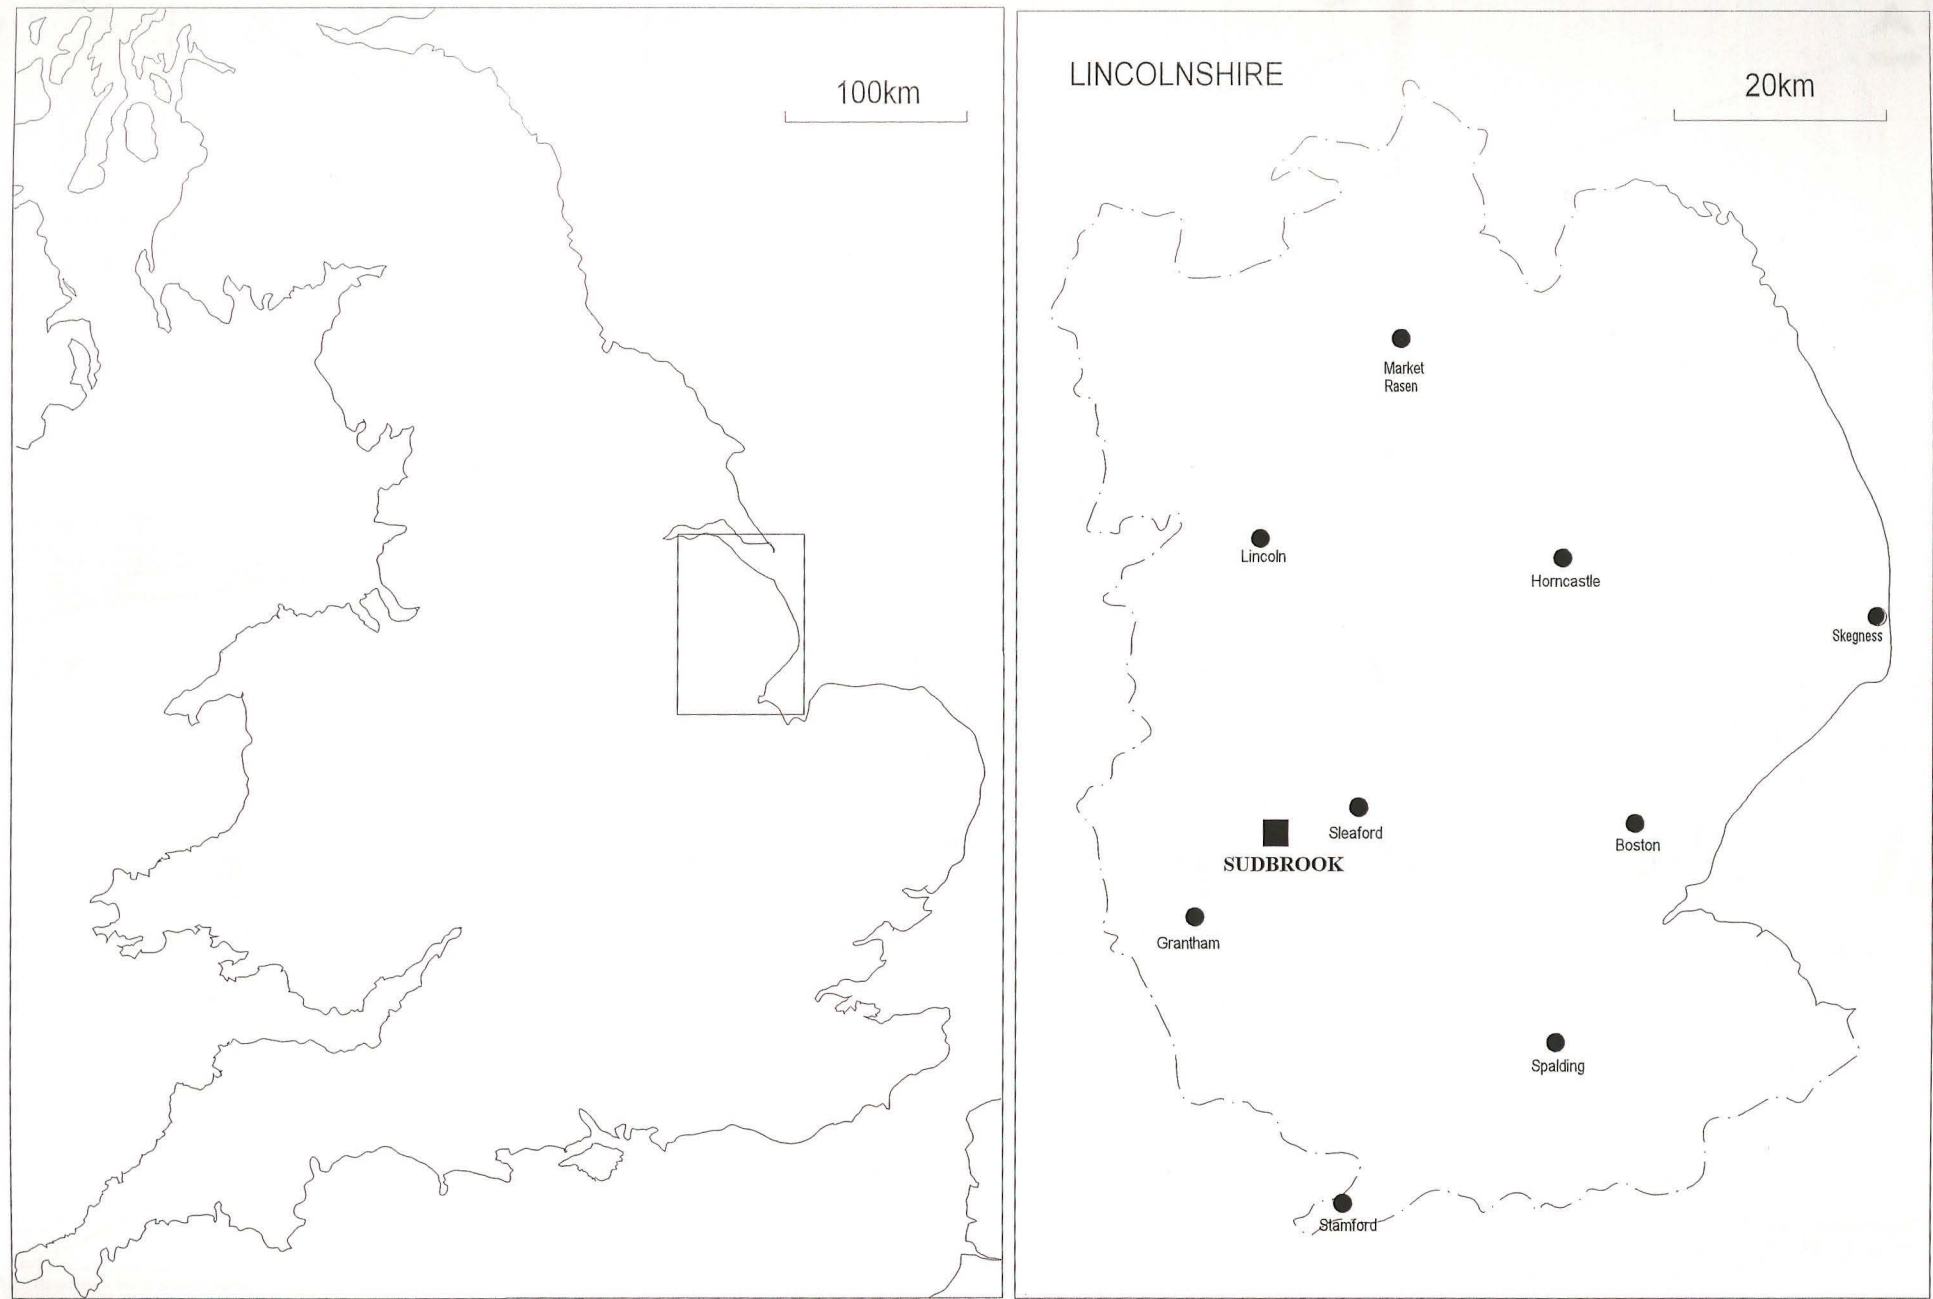 100km
LINCOLNSHIRE
20km
Market
Rasen
Lincoln
Horncastle
Skegness
Sleaford
Boston
SUDBROOK
Grantham
Spalding
Stamford